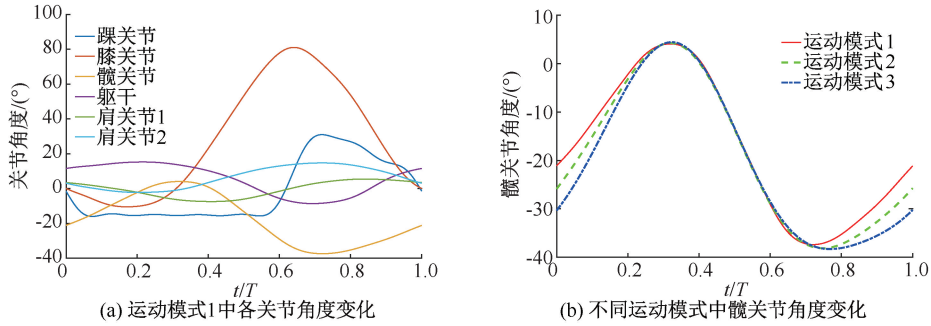 (a)
100
80
60
40
20
0
-20
-40
关节角度/(°)
踝关节
膝关节
髋关节
躯干
肩关节1
肩关节2
0
0.2
0.4
0.6
0.8
1.0
t/T
(a) 运动模式1中各关节角度变化
(b)
10
0
-10
-20
-30
-40
髋关节角度/(°)
运动模式1
运动模式2
运动模式3
0
0.2
0.4
0.6
0.8
1.0
t/T
(b) 不同运动模式中髋关节角度变化